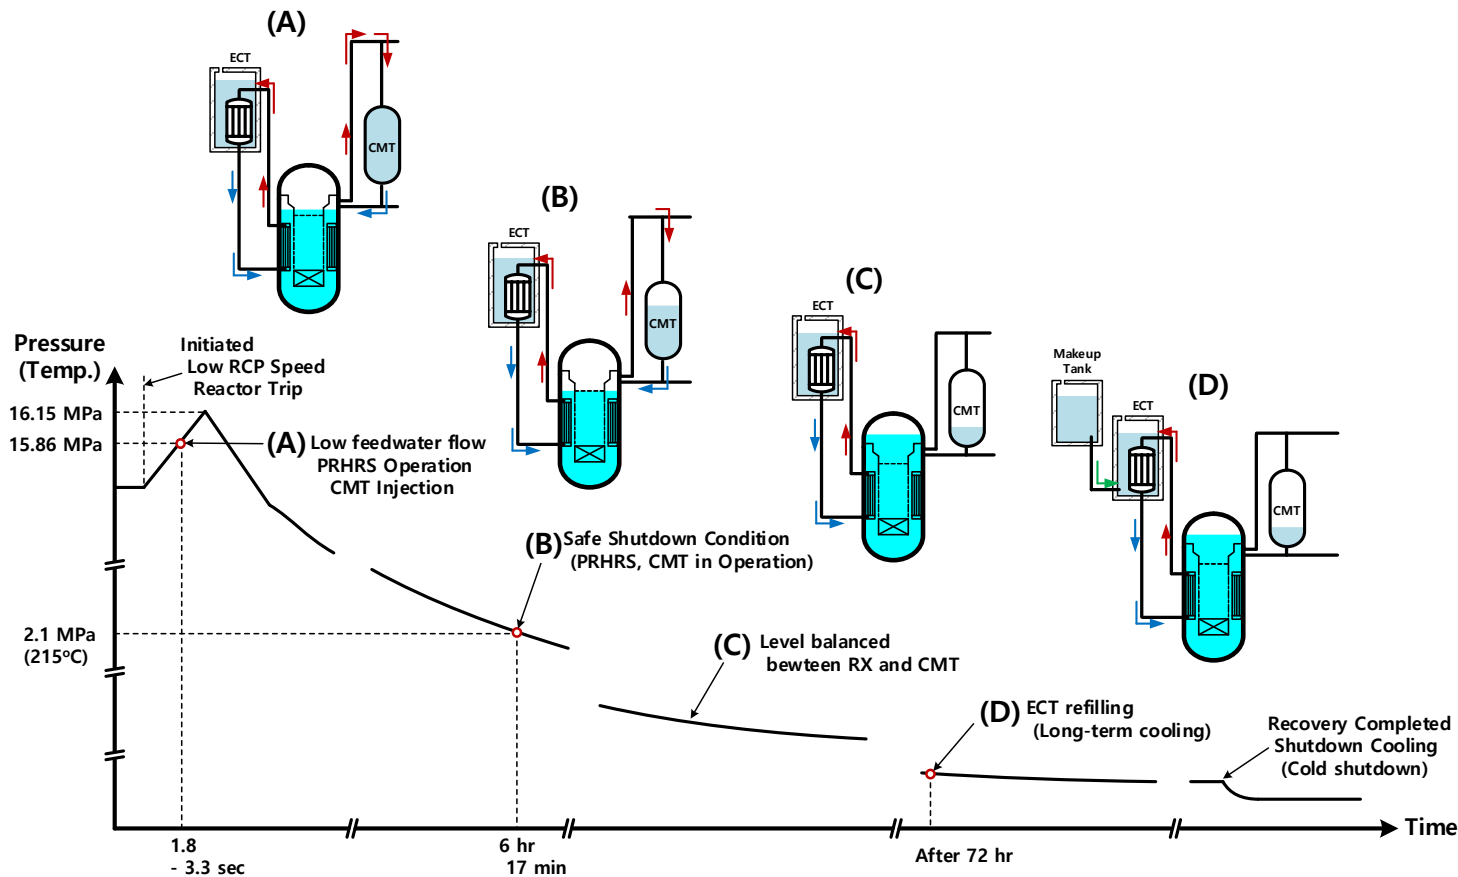 (A)
ECT
CMT
(B)
ECT
CMT
(C)
ECT
CMT
Makeup
Tank
(D)
ECT
CMT
Pressure
(Temp.)
Initiated
Low RCP Speed
Reactor Trip
16.15 MPa
15.86 MPa
(A) Low feedwater flow
PRHRS Operation
CMT Injection
(B) Safe Shutdown Condition
(PRHRS, CMT in Operation)
2.1 MPa
(215ºC)
(C) Level balanced
bewteen RX and CMT
(D) ECT refilling
(Long-term cooling)
Recovery Completed
Shutdown Cooling
(Cold shutdown)
Time
1.8
- 3.3 sec
6 hr
17 min
After 72 hr